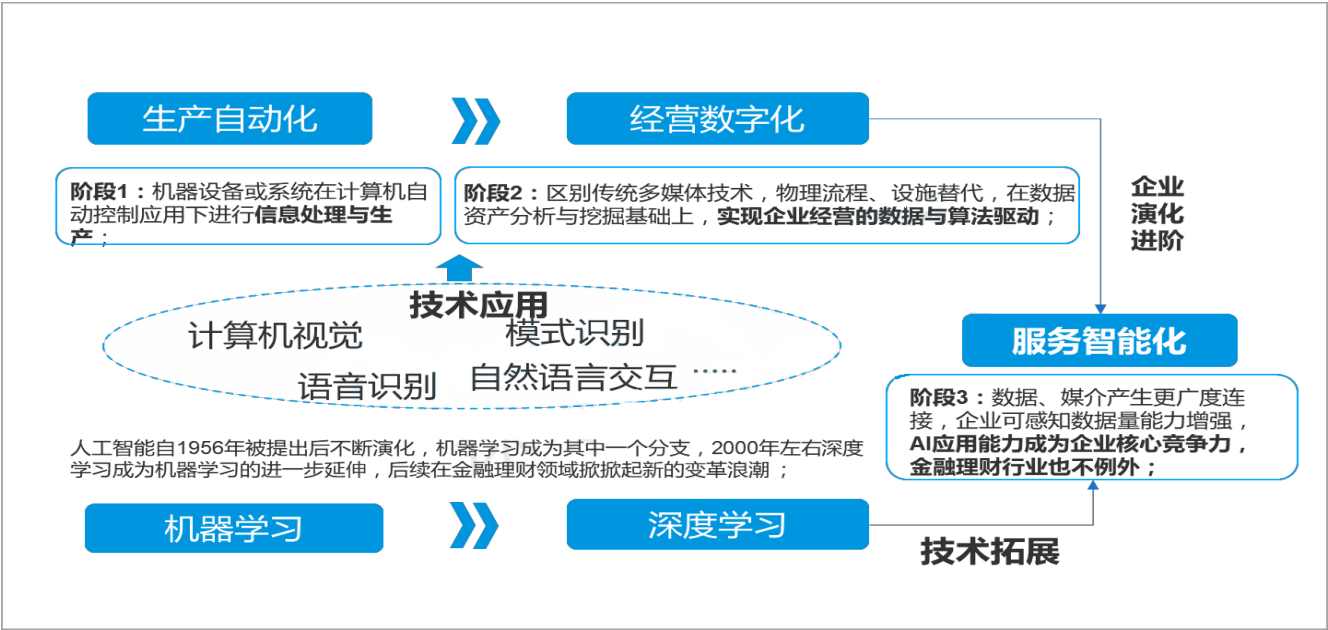 生产自动化
经营数字化
阶段1：机器设备或系统在计算机自
动控制应用下进行信息处理与生
产；
阶段2：区别传统多媒体技术，物理流程、设施替代，在数据
资产分析与挖掘基础上，实现企业经营的数据与算法驱动；
企业
演化
进阶
技术应用
计算机视觉
模式识别
语音识别
自然语言交互 ·····
服务智能化
阶段3：数据、媒介产生更广度连
接，企业可感知数据量能力增强，
AI应用能力成为企业核心竞争力，
金融理财行业也不例外；
人工智能自1956年被提出后不断演化，机器学习成为其中一个分支，2000年左右深度
学习成为机器学习的进一步延伸，后续在金融理财领域掀掀起新的变革浪潮；
机器学习
深度学习
技术拓展